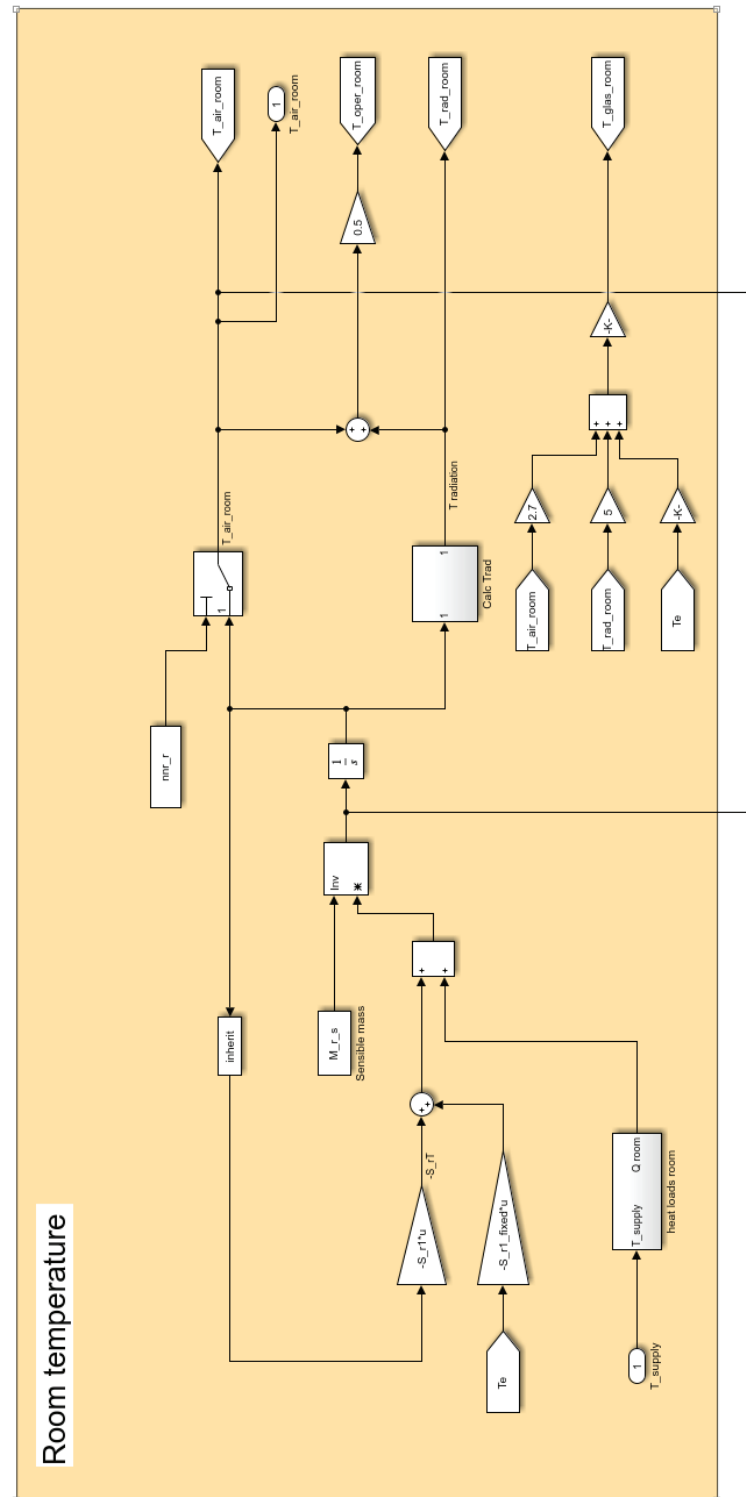 Room temperature
T_supply
1
T_supply
Q room
heat loads room
Te
-S_r1_fixed*u
-S_r1*u
-S_rT
+
+
+
+
inherit
M_r_s
Sensible mass
Inv
*
1
s
nnr_r
1
T_air_room
1
1
Calc Trad
T radiation
+
+
0.5
T_air_room
1
T_air_room
T_oper_room
T_rad_room
T_air_room
2.7
T_rad_room
5
Te
-K-
+
+
+
-K-
T_glas_room